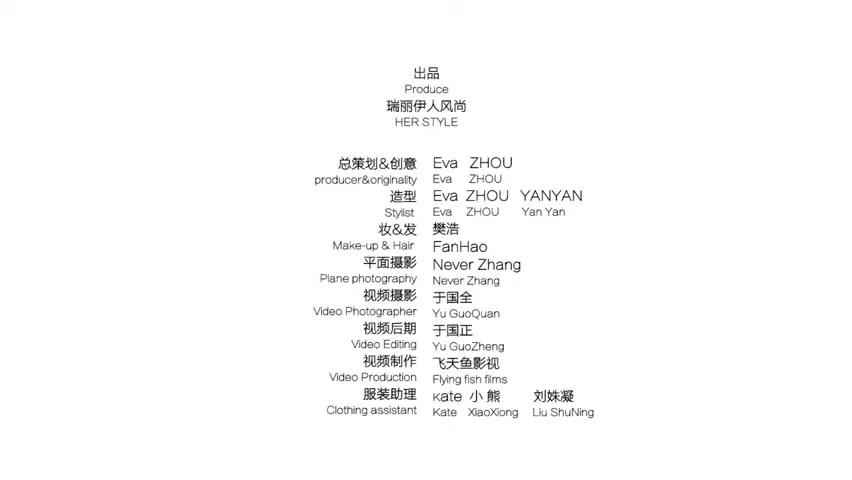 出品
Produce
瑞丽伊人风尚
HER STYLE
总策划&创意 Eva ZHOU
producer&originality Eva ZHOU
造型 Eva ZHOU YANYAN
Stylist Eva ZHOU Yan Yan
妆&发 樊浩
Make-up & Hair FanHao
平面摄影 Never Zhang
Plane photography Never Zhang
视频摄影 于国全
Video Photographer Yu GuoQuan
视频后期 于国正
Video Editing Yu GuoZheng
视频制作 飞天鱼影视
Video Production Flying fish films
服装助理 Kate 小熊 刘姝凝
Clothing assistant Kate XiaoXiong Liu ShuNing